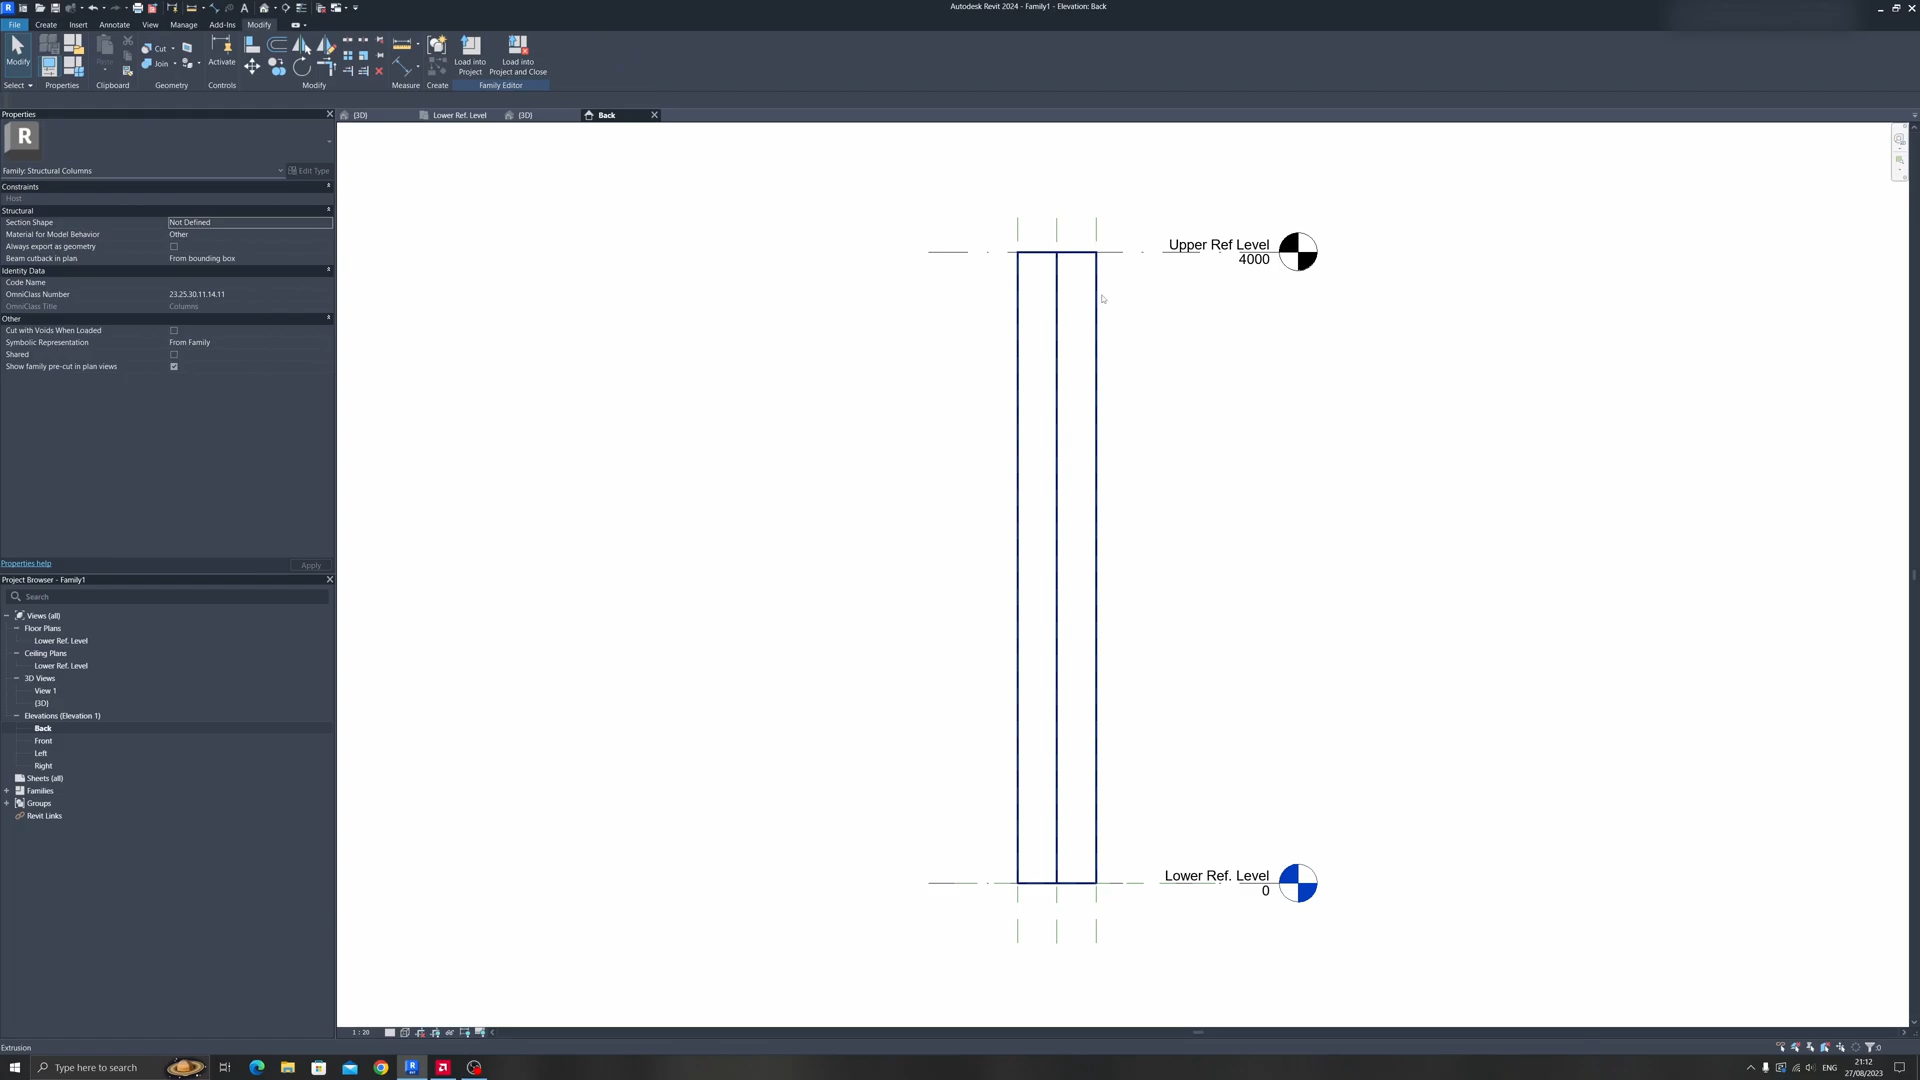 Autodesk Revit 2024 - Family1 - Elevation: Back
File Create Insert Annotate View Manage Add-Ins Modify
Modify
Cut
Join
Paste
Activate
Load into
Project
Load into
Project and Close
Select Properties Clipboard Geometry Controls Modify Measure Create Family Editor
Properties
{3D} Lower Ref. Level {3D} Back
R
Family: Structural Columns Edit Type
Constraints
Host
Structural
Section Shape Not Defined
Material for Model Behavior Other
Always export as geometry
Beam cutback in plan From bounding box
Identity Data
Code Name
OmniClass Number 23.25.30.11.14.11
OmniClass Title Columns
Other
Cut with Voids When Loaded
Symbolic Representation From Family
Shared
Show family pre-cut in plan views
Upper Ref Level
4000
Properties help Apply
Project Browser - Family1
Search
Views (all)
Floor Plans
Lower Ref. Level
Ceiling Plans
Lower Ref. Level
3D Views
View 1
{3D}
Elevations (Elevation 1)
Back
Front
Left
Right
Sheets (all)
Families
Groups
Revit Links
Lower Ref. Level
0
1 : 20
Extrusion
:0
Type here to search
ENG
21:12
27/08/2023